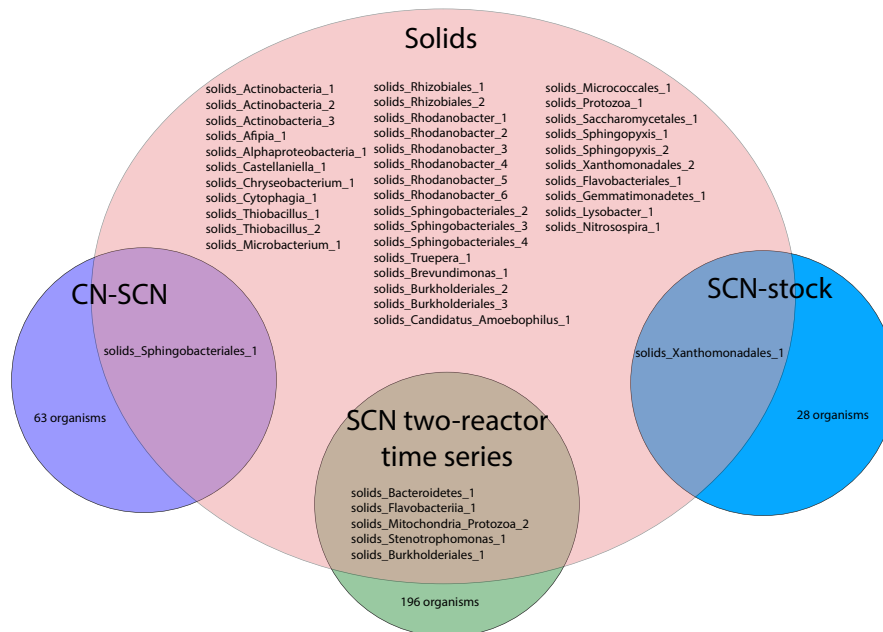 Solids
solids_Actinobacteria_1
solids_Actinobacteria_2
solids_Actinobacteria_3
solids_Afipia_1
solids_Alphaproteobacteria_1
solids_Castellaniella_1
solids_Chryseobacterium_1
solids_Cytophagia_1
solids_Thiobacillus_1
solids_Thiobacillus_2
solids_Microbacterium_1
solids_Rhizobiales_1
solids_Rhizobiales_2
solids_Rhodanobacter_1
solids_Rhodanobacter_2
solids_Rhodanobacter_3
solids_Rhodanobacter_4
solids_Rhodanobacter_5
solids_Rhodanobacter_6
solids_Sphingobacteriales_2
solids_Sphingobacteriales_3
solids_Sphingobacteriales_4
solids_Truepera_1
solids_Brevundimonas_1
solids_Burkholderiales_2
solids_Burkholderiales_3
solids_Candidatus_Amoebophilus_1
solids_Micrococcales_1
solids_Protozoa_1
solids_Saccharomycetales_1
solids_Sphingopyxis_1
solids_Sphingopyxis_2
solids_Xanthomonadales_2
solids_Flavobacteriales_1
solids_Gemmatimonadetes_1
solids_Lysobacter_1
solids_Nitrosospira_1
CN-SCN
solids_Sphingobacteriales_1
63 organisms
SCN-stock
solids_Xanthomonadales_1
28 organisms
SCN two-reactor
time series
solids_Bacteroidetes_1
solids_Flavobacteriia_1
solids_Mitochondria_Protozoa_2
solids_Stenotrophomonas_1
solids_Burkholderiales_1
196 organisms